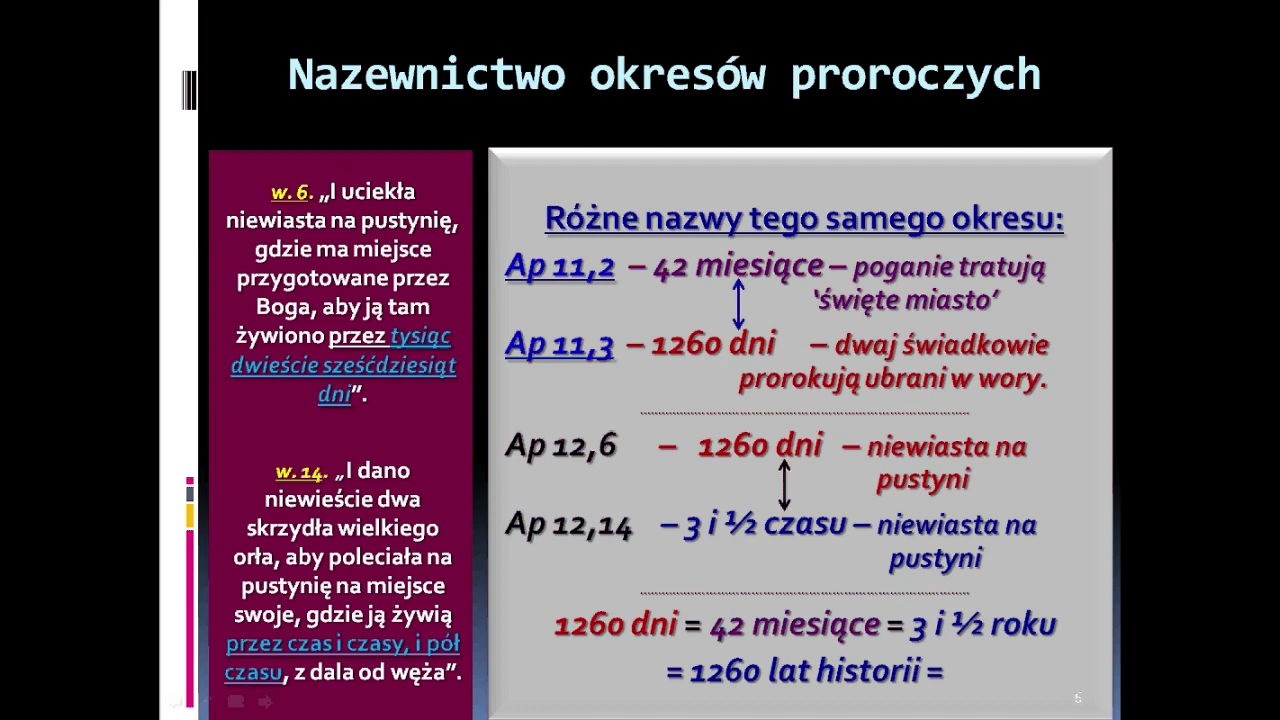 Nazewnictwo okresów proroczych
w. 6. „I uciekła
niewiasta na pustynię,
gdzie ma miejsce
przygotowane przez
Boga, aby ją tam
żywiono przez tysiąc
dwieście sześćdziesiąt
dni”.
w. 14. „I dano
niewieście dwa
skrzydła wielkiego
orła, aby poleciała na
pustynię na miejsce
swoje, gdzie ją żywią
przez czas i czasy, i pół
czasu, z dala od węża”.
Różne nazwy tego samego okresu:
Ap 11,2 – 42 miesiące – poganie tratują
‘święte miasto’
Ap 11,3 – 1260 dni – dwaj świadkowie
prorokują ubrani w wory.
Ap 12,6 – 1260 dni – niewiasta na
pustyni
Ap 12,14 – 3 i ½ czasu – niewiasta na
pustyni
1260 dni = 42 miesiące = 3 i ½ roku
= 1260 lat historii =
5